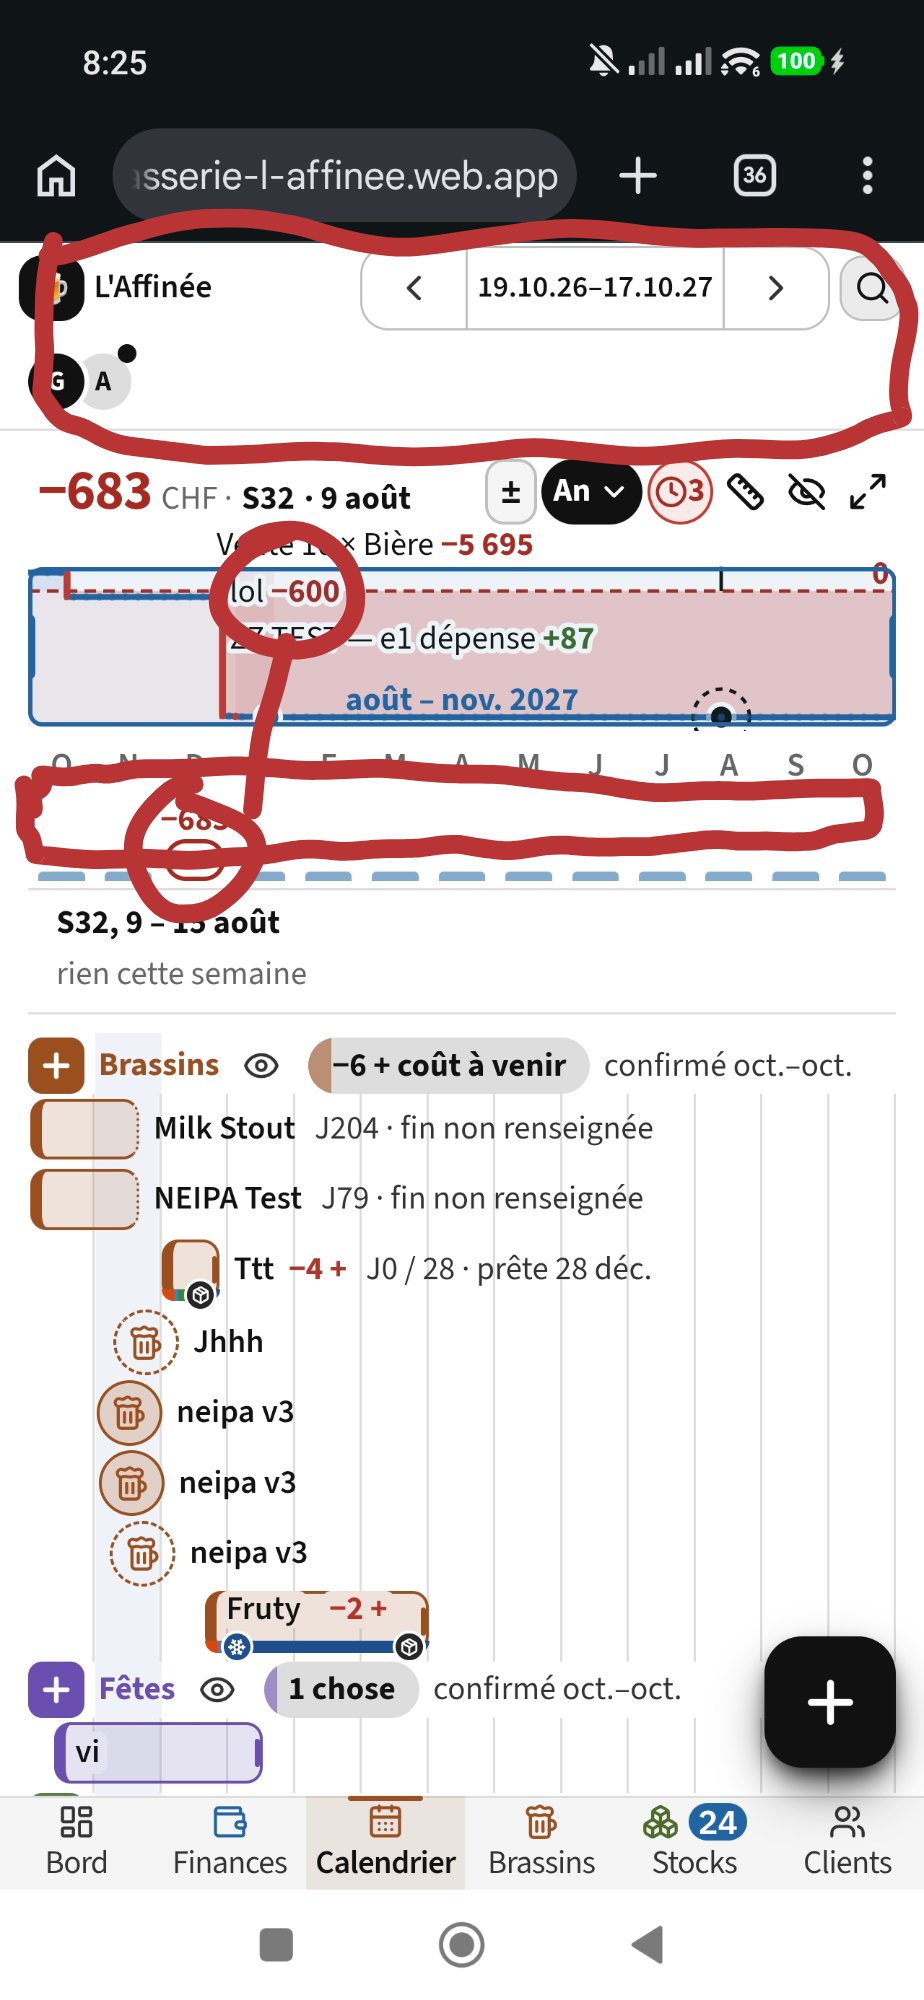 8:25
6 100
asserie-l-affinee.web.app 36
L'Affinée 19.10.26–17.10.27
G A
−683 CHF · S32 · 9 août ± An 3
× Bière −5 695
0
lol −600
TEST — e1 dépense +87
août – nov. 2027
O N D F M A M J J A S O
S32, 9 – 15 août
rien cette semaine
Brassins −6 + coût à venir confirmé oct.–oct.
Milk Stout J204 · fin non renseignée
NEIPA Test J79 · fin non renseignée
Ttt −4 + J0 / 28 · prête 28 déc.
Jhhh
neipa v3
neipa v3
neipa v3
Fruty −2 +
Fêtes 1 chose confirmé oct.–oct.
vi
24
Bord Finances Calendrier Brassins Stocks Clients